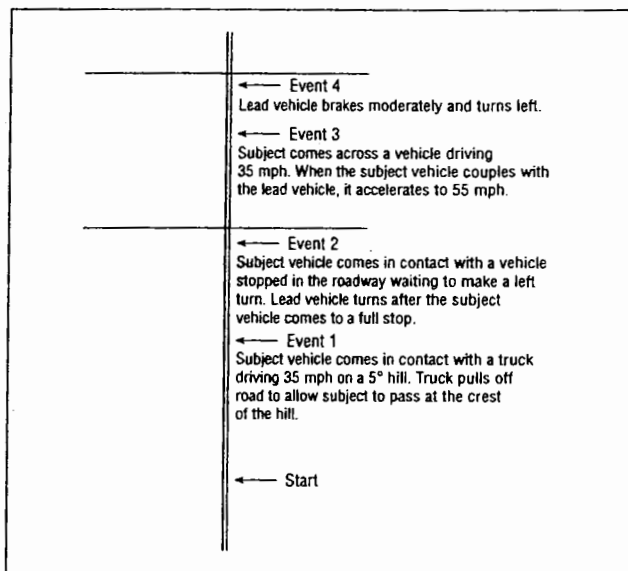 Event 4
Lead vehicle brakes moderately and turns left.
Event 3
Subject comes across a vehicle driving
35 mph. When the subject vehicle couples with
the lead vehicle, it accelerates to 55 mph.
Event 2
Subject vehicle comes in contact with a vehicle
stopped in the roadway waiting to make a left
turn. Lead vehicle turns after the subject
vehicle comes to a full stop.
Event 1
Subject vehicle comes in contact with a truck
driving 35 mph on a 5° hill. Truck pulls off
road to allow subject to pass at the crest
of the hill.
Start